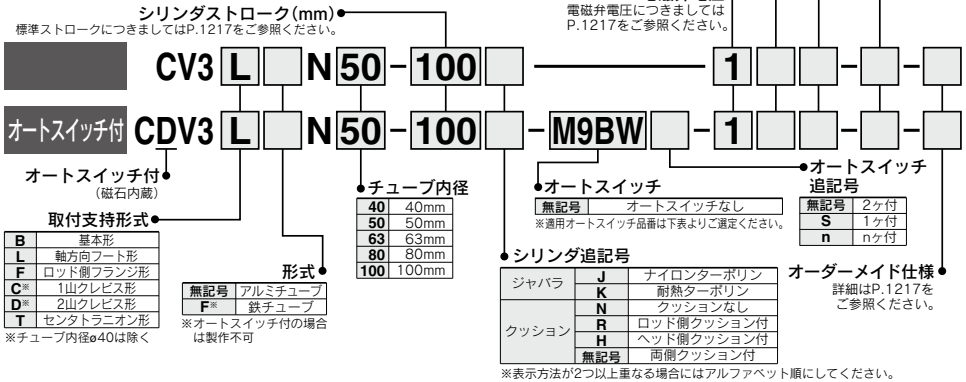 シリンダストローク(mm)
標準ストロークにつきましてはP.1217をご参照ください。
電磁弁電圧につきましては
P.1217をご参照ください。
CV3 L N 50 - 100 1 - -
オートスイッチ付 CDV3 L N 50 - 100 - M9BW - 1 - -
オートスイッチ付
(磁石内蔵)
取付支持形式
B 基本形
L 軸方向フート形
F ロッド側フランジ形
C※ 1山クレビス形
D※ 2山クレビス形
T センタトラニオン形
※チューブ内径ø40は除く
形式
無記号 アルミチューブ
F※ 鉄チューブ
※オートスイッチ付の場合
は製作不可
チューブ内径
40 40mm
50 50mm
63 63mm
80 80mm
100 100mm
オートスイッチ
無記号 オートスイッチなし
※適用オートスイッチ品番は下表よりご選定ください。
オートスイッチ
追記号
無記号 2ヶ付
S 1ヶ付
n nヶ付
シリンダ追記号
ジャバラ J ナイロンターポリン
K 耐熱ターポリン
クッション N クッションなし
R ロッド側クッション付
H ヘッド側クッション付
無記号 両側クッション付
※表示方法が2つ以上重なる場合にはアルファベット順にしてください。
オーダーメイド仕様
詳細はP.1217を
ご参照ください。